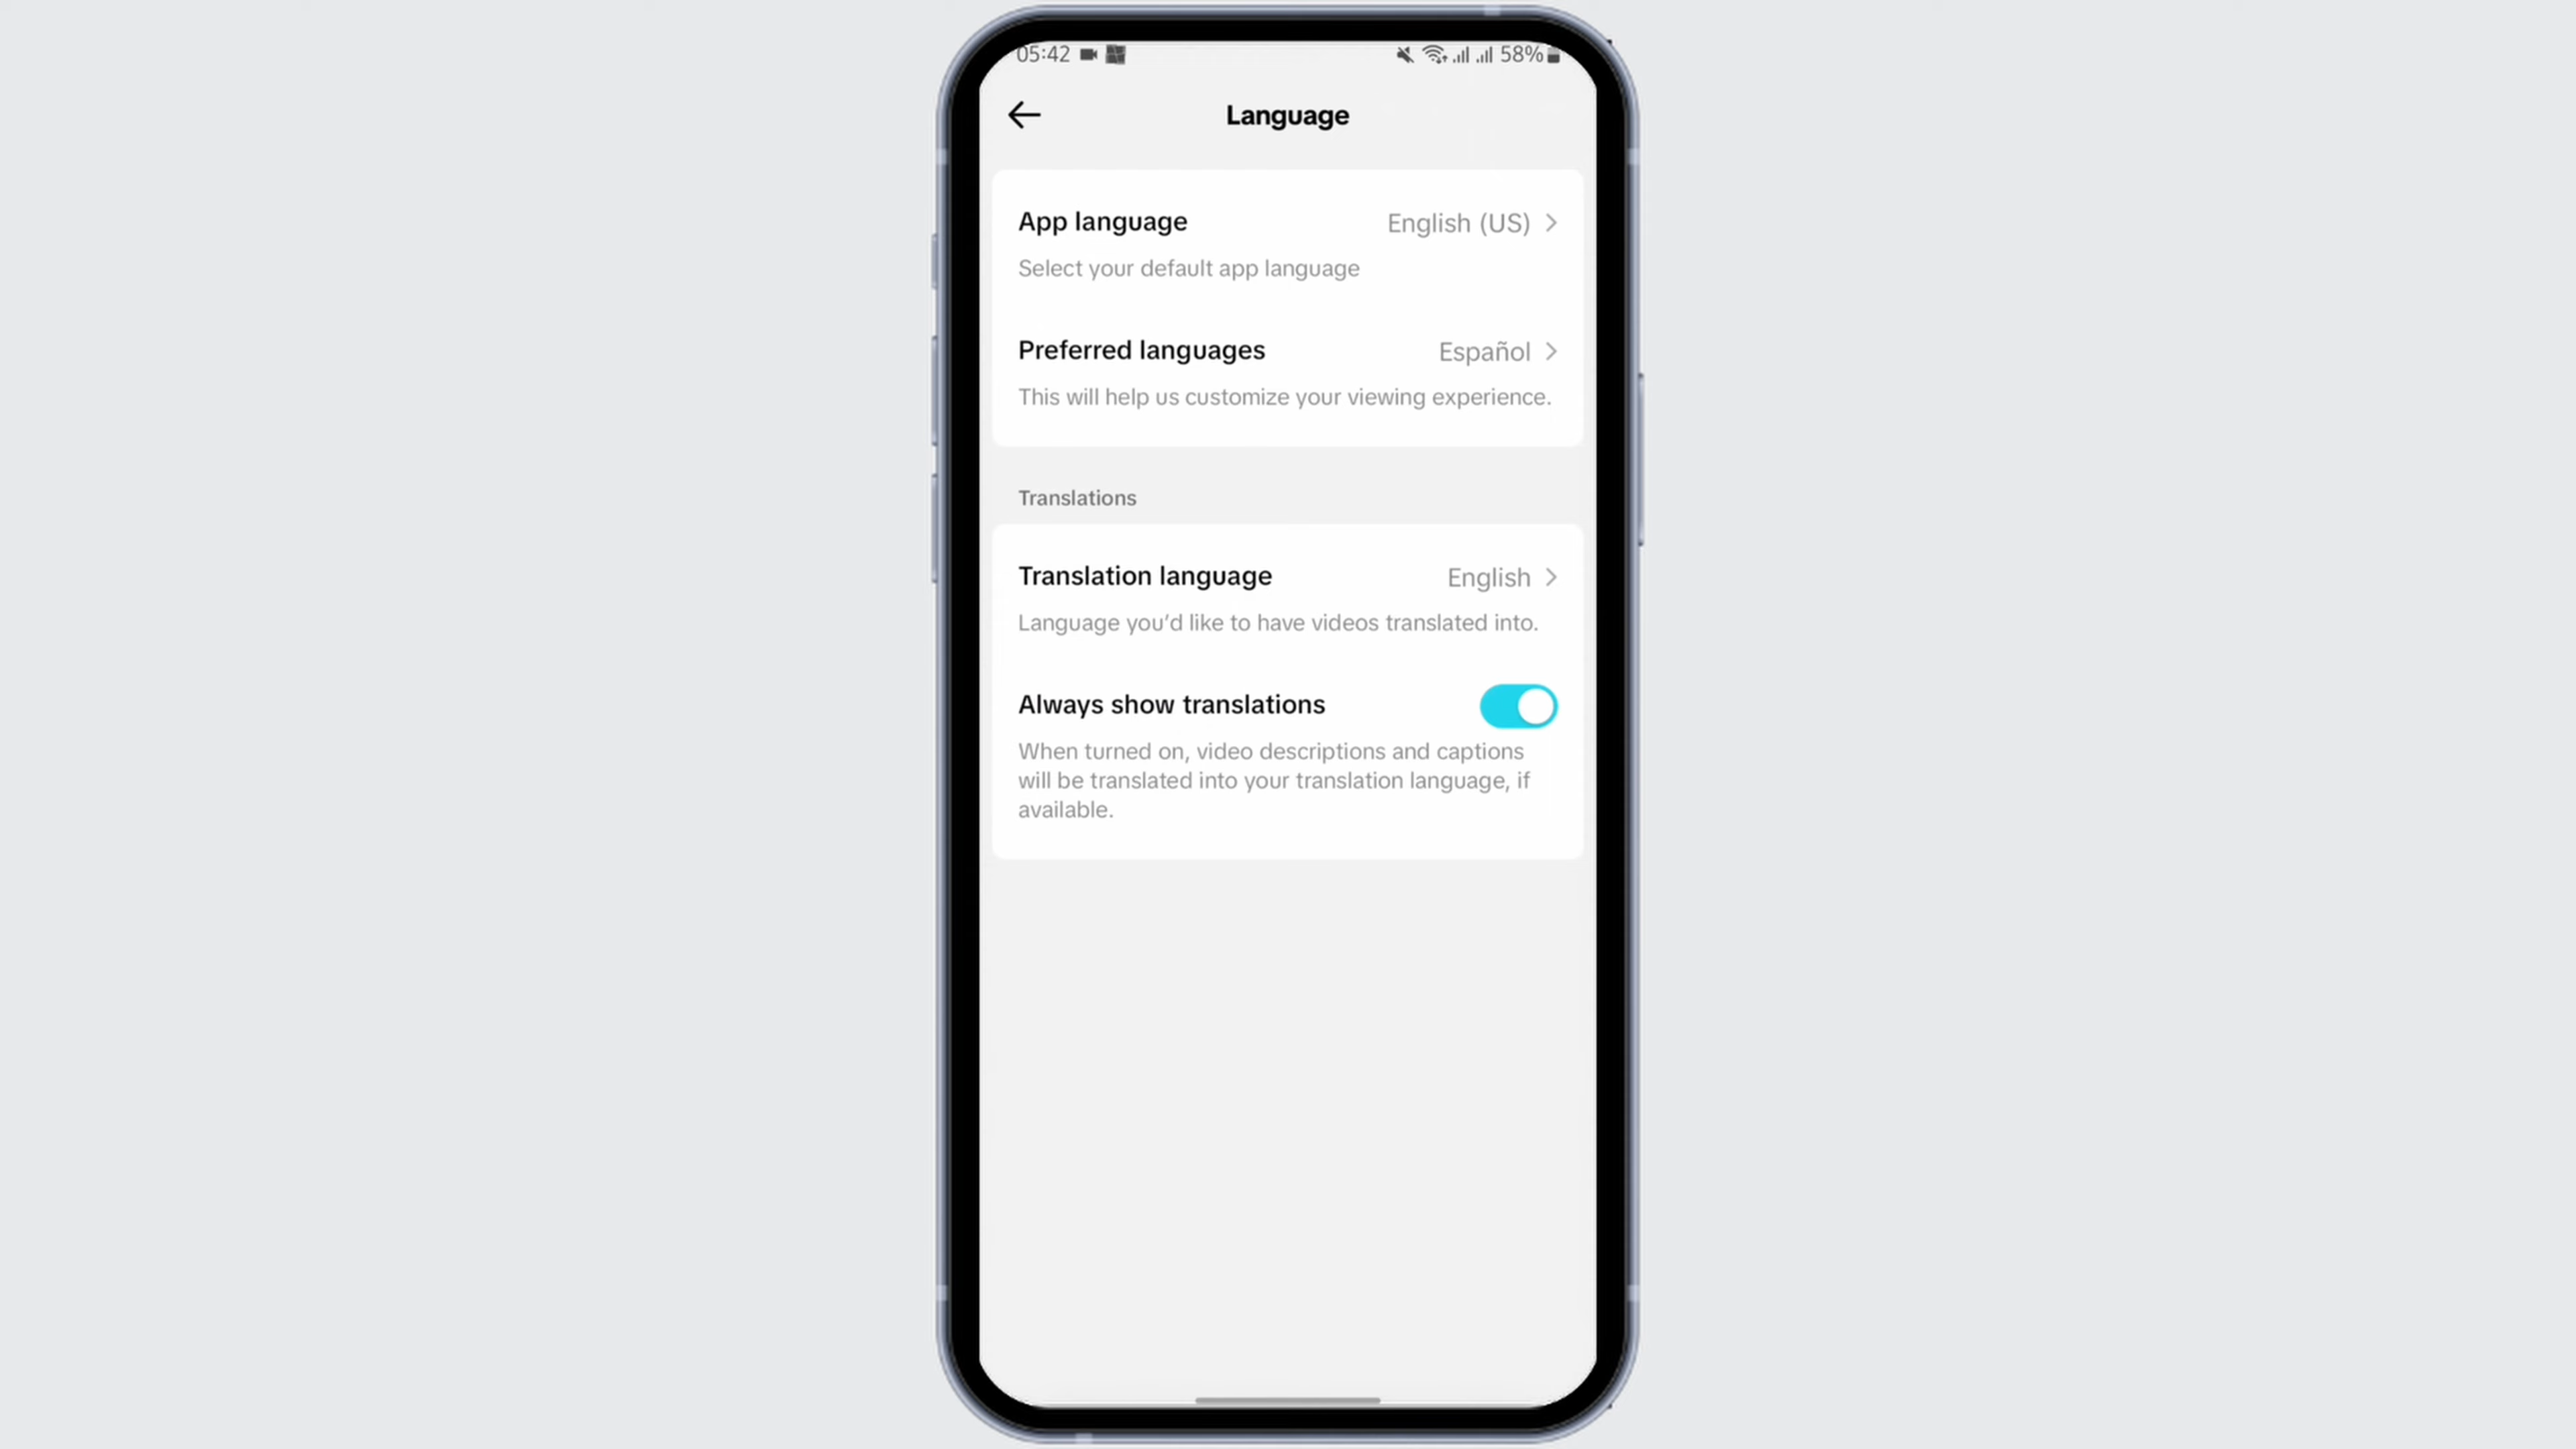 05:42 58%
Language
App language English (US)
Select your default app language
Preferred languages Español
This will help us customize your viewing experience.
Translations
Translation language English
Language you’d like to have videos translated into.
Always show translations
When turned on, video descriptions and captions
will be translated into your translation language, if
available.